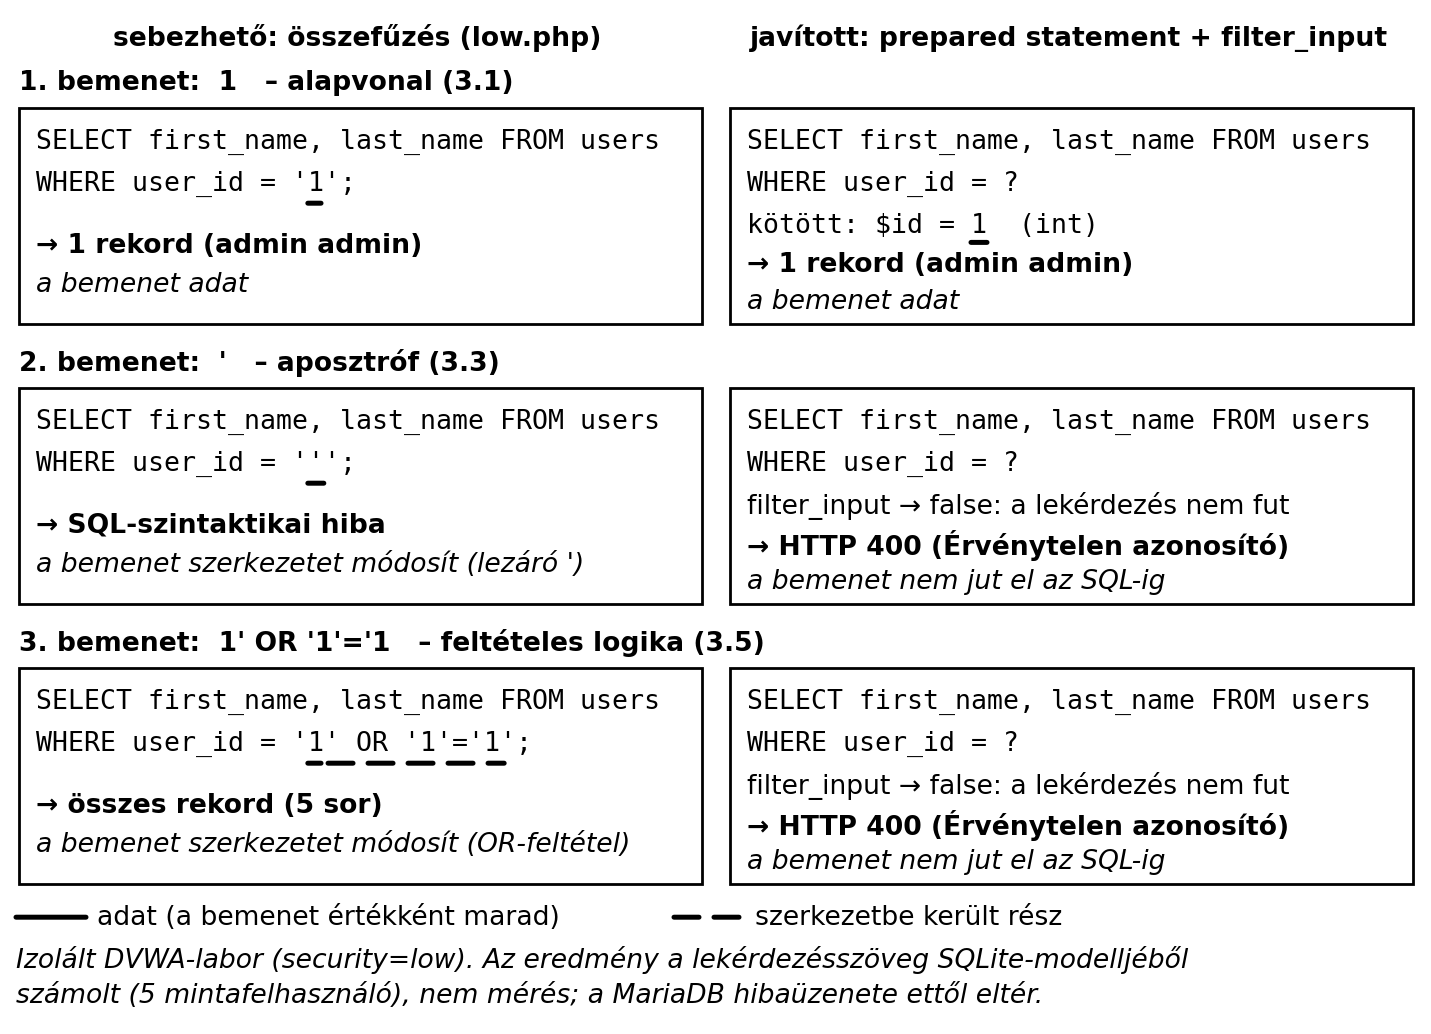 sebezhető: összefűzés (low.php)
javított: prepared statement + filter_input
1. bemenet:  1   – alapvonal (3.1)
SELECT first_name, last_name FROM users
WHERE user_id = '1';
→ 1 rekord (admin admin)
a bemenet adat
SELECT first_name, last_name FROM users
WHERE user_id = ?
kötött: $id = 1  (int)
→ 1 rekord (admin admin)
a bemenet adat
2. bemenet:  '   – aposztróf (3.3)
SELECT first_name, last_name FROM users
WHERE user_id = ''';
→ SQL-szintaktikai hiba
a bemenet szerkezetet módosít (lezáró ')
SELECT first_name, last_name FROM users
WHERE user_id = ?
filter_input → false: a lekérdezés nem fut
→ HTTP 400 (Érvénytelen azonosító)
a bemenet nem jut el az SQL-ig
3. bemenet:  1' OR '1'='1   – feltételes logika (3.5)
SELECT first_name, last_name FROM users
WHERE user_id = '1' OR '1'='1';
→ összes rekord (5 sor)
a bemenet szerkezetet módosít (OR-feltétel)
SELECT first_name, last_name FROM users
WHERE user_id = ?
filter_input → false: a lekérdezés nem fut
→ HTTP 400 (Érvénytelen azonosító)
a bemenet nem jut el az SQL-ig
adat (a bemenet értékként marad)
szerkezetbe került rész
Izolált DVWA-labor (security=low). Az eredmény a lekérdezésszöveg SQLite-modelljéből
számolt (5 mintafelhasználó), nem mérés; a MariaDB hibaüzenete ettől eltér.